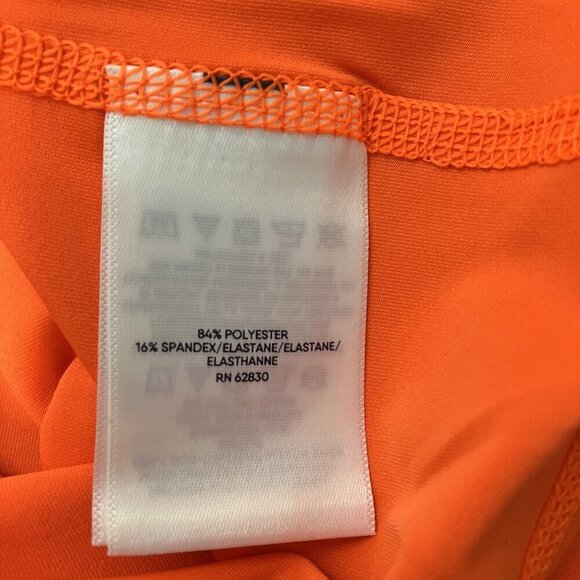 84% POLYESTER
16% SPANDEX/ELASTANE/ELASTANE/
ELASTHANNE
RN 62830